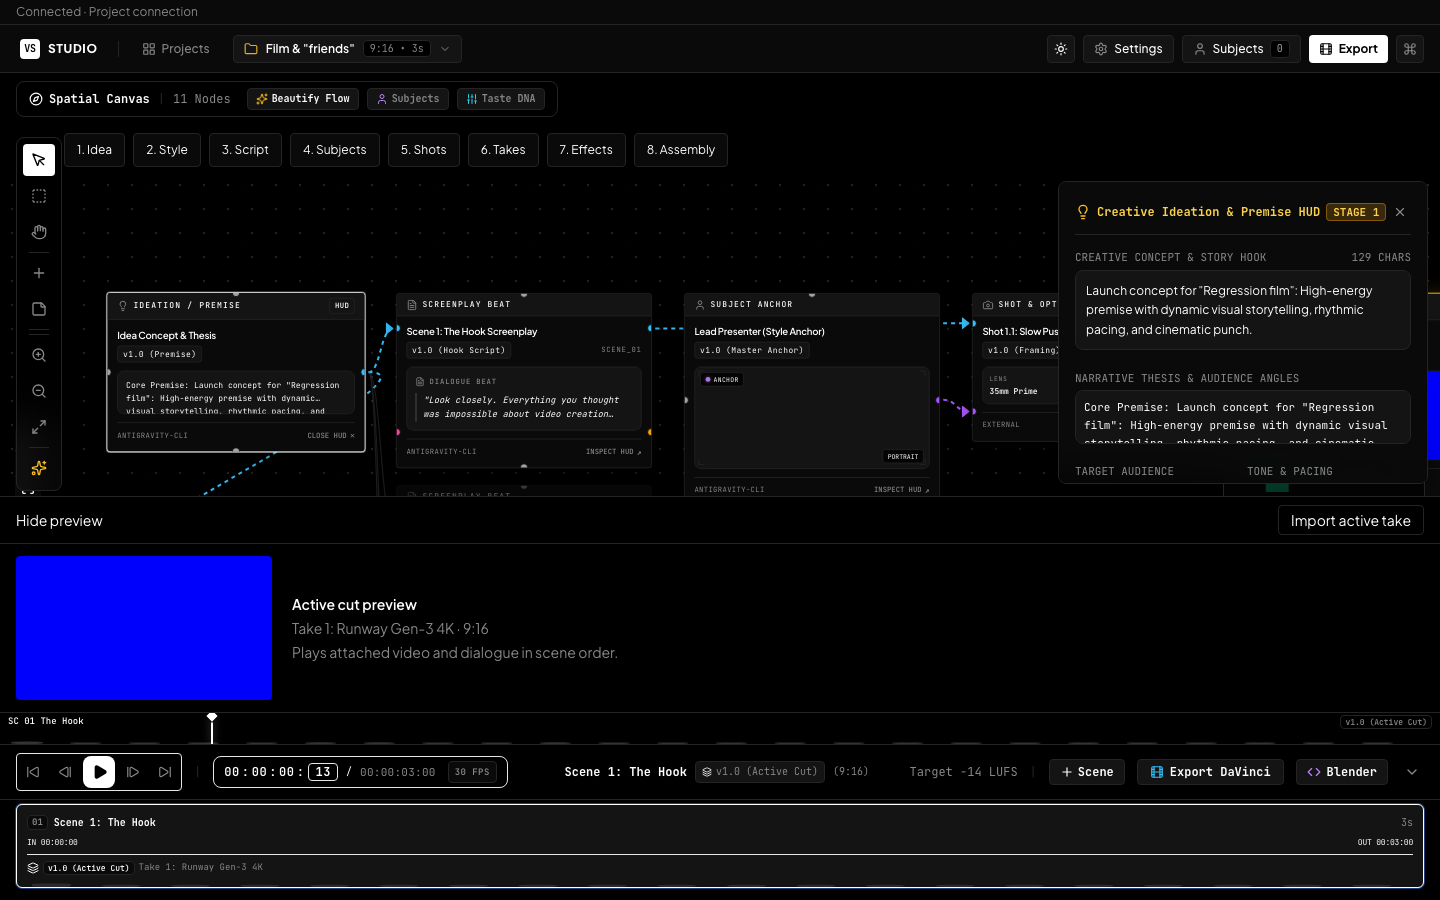 Connected · Project connection
VS STUDIO
Projects
Film & "friends" 9:16 • 3s
Settings
Subjects 0
Export
Spatial Canvas
11 Nodes
Beautify Flow
Subjects
Taste DNA
1. Idea
2. Style
3. Script
4. Subjects
5. Shots
6. Takes
7. Effects
8. Assembly
IDEATION / PREMISE HUD
Idea Concept & Thesis
v1.0 (Premise)
Core Premise: Launch concept for "Regression
film": High-energy premise with dynamic…
visual storytelling, rhythmic pacing, and
ANTIGRAVITY-CLI CLOSE HUD ×
SCREENPLAY BEAT
Scene 1: The Hook Screenplay
v1.0 (Hook Script) SCENE_01
DIALOGUE BEAT
"Look closely. Everything you thought
was impossible about video creation…
ANTIGRAVITY-CLI INSPECT HUD ↗
SCREENPLAY BEAT
SUBJECT ANCHOR
Lead Presenter (Style Anchor)
v1.0 (Master Anchor)
ANCHOR
PORTRAIT
ANTIGRAVITY-CLI INSPECT HUD ↗
SHOT & OPT
Shot 1.1: Slow Pus
v1.0 (Framing)
LENS
35mm Prime
EXTERNAL
Creative Ideation & Premise HUD STAGE 1
CREATIVE CONCEPT & STORY HOOK 129 CHARS
Launch concept for "Regression film": High-energy
premise with dynamic visual storytelling, rhythmic
pacing, and cinematic punch.
NARRATIVE THESIS & AUDIENCE ANGLES
Core Premise: Launch concept for "Regression
film": High-energy premise with dynamic visual
storytelling, rhythmic pacing, and cinematic
TARGET AUDIENCE TONE & PACING
Hide preview
Import active take
Active cut preview
Take 1: Runway Gen-3 4K · 9:16
Plays attached video and dialogue in scene order.
SC 01 The Hook
v1.0 (Active Cut)
00:00:00:13 / 00:00:03:00 30 FPS
Scene 1: The Hook
v1.0 (Active Cut)
(9:16)
Target -14 LUFS
Scene
Export DaVinci
Blender
01 Scene 1: The Hook 3s
IN 00:00:00 OUT 00:03:00
v1.0 (Active Cut) Take 1: Runway Gen-3 4K